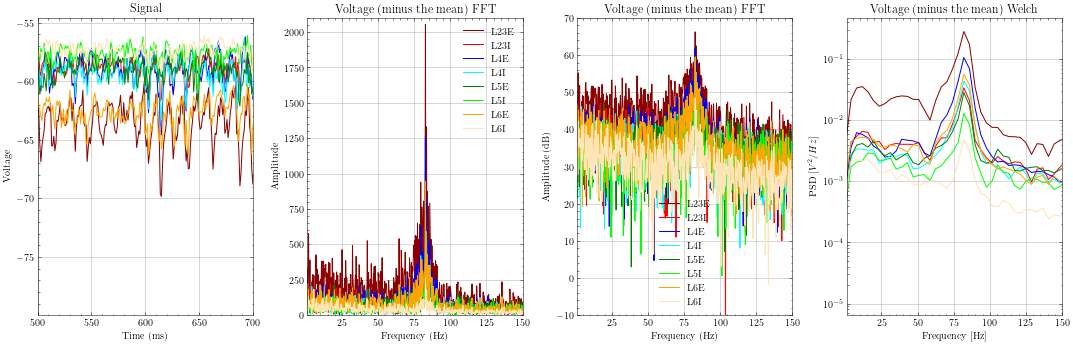 Signal
Voltage
−55
−60
−65
−70
−75
500
550
600
650
700
Time (ms)
Voltage (minus the mean) FFT
Amplitude
2000
1750
1500
1250
1000
750
500
250
0
25
50
75
100
125
150
Frequency (Hz)
L23E
L23I
L4E
L4I
L5E
L5I
L6E
L6I
Voltage (minus the mean) FFT
Amplitude (dB)
70
60
50
40
30
20
10
0
−10
25
50
75
100
125
150
Frequency (Hz)
L23E
L23I
L4E
L4I
L5E
L5I
L6E
L6I
Voltage (minus the mean) Welch
PSD [V²/Hz]
10⁻¹
10⁻²
10⁻³
10⁻⁴
10⁻⁵
25
50
75
100
125
150
Frequency [Hz]